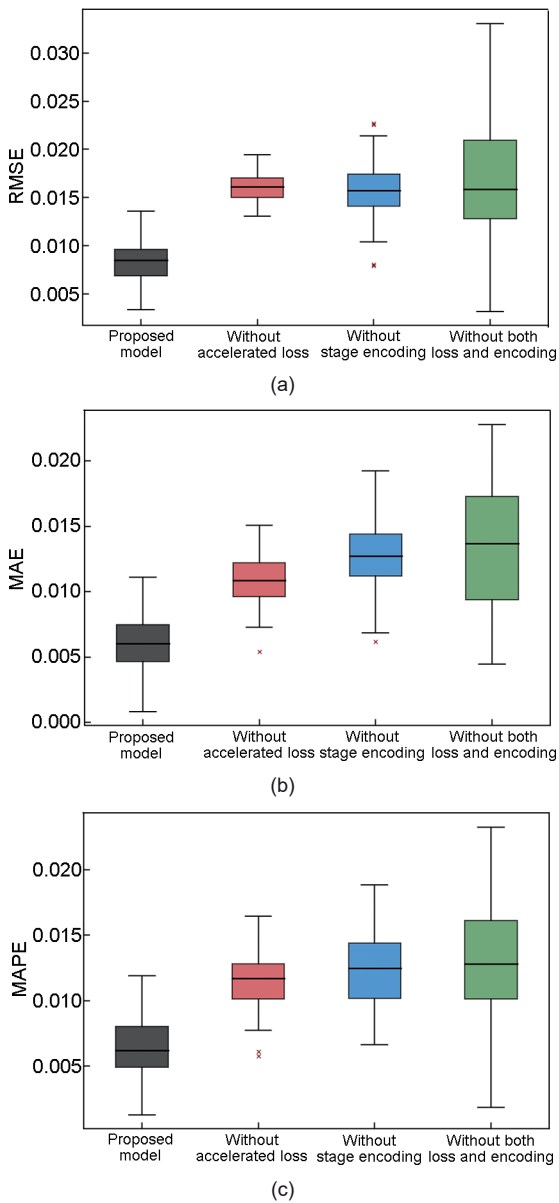 0.030
0.025
0.020
0.015
0.010
0.005
RMSE
Proposed model
Without accelerated loss
Without stage encoding
Without both loss and encoding
(a)
0.020
0.015
0.010
0.005
0.000
MAE
Proposed model
Without accelerated loss
Without stage encoding
Without both loss and encoding
(b)
0.020
0.015
0.010
0.005
MAPE
Proposed model
Without accelerated loss
Without stage encoding
Without both loss and encoding
(c)